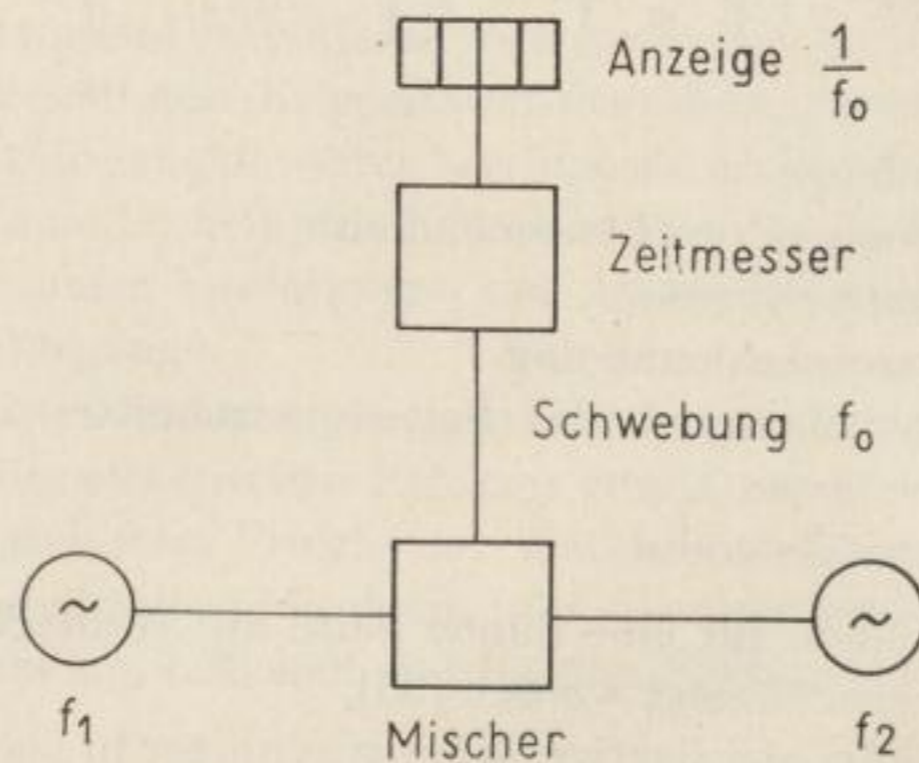 Anzeige 1/f₀
Zeitmesser
Schwebung f₀
~ ~
f₁ f₂
Mischer